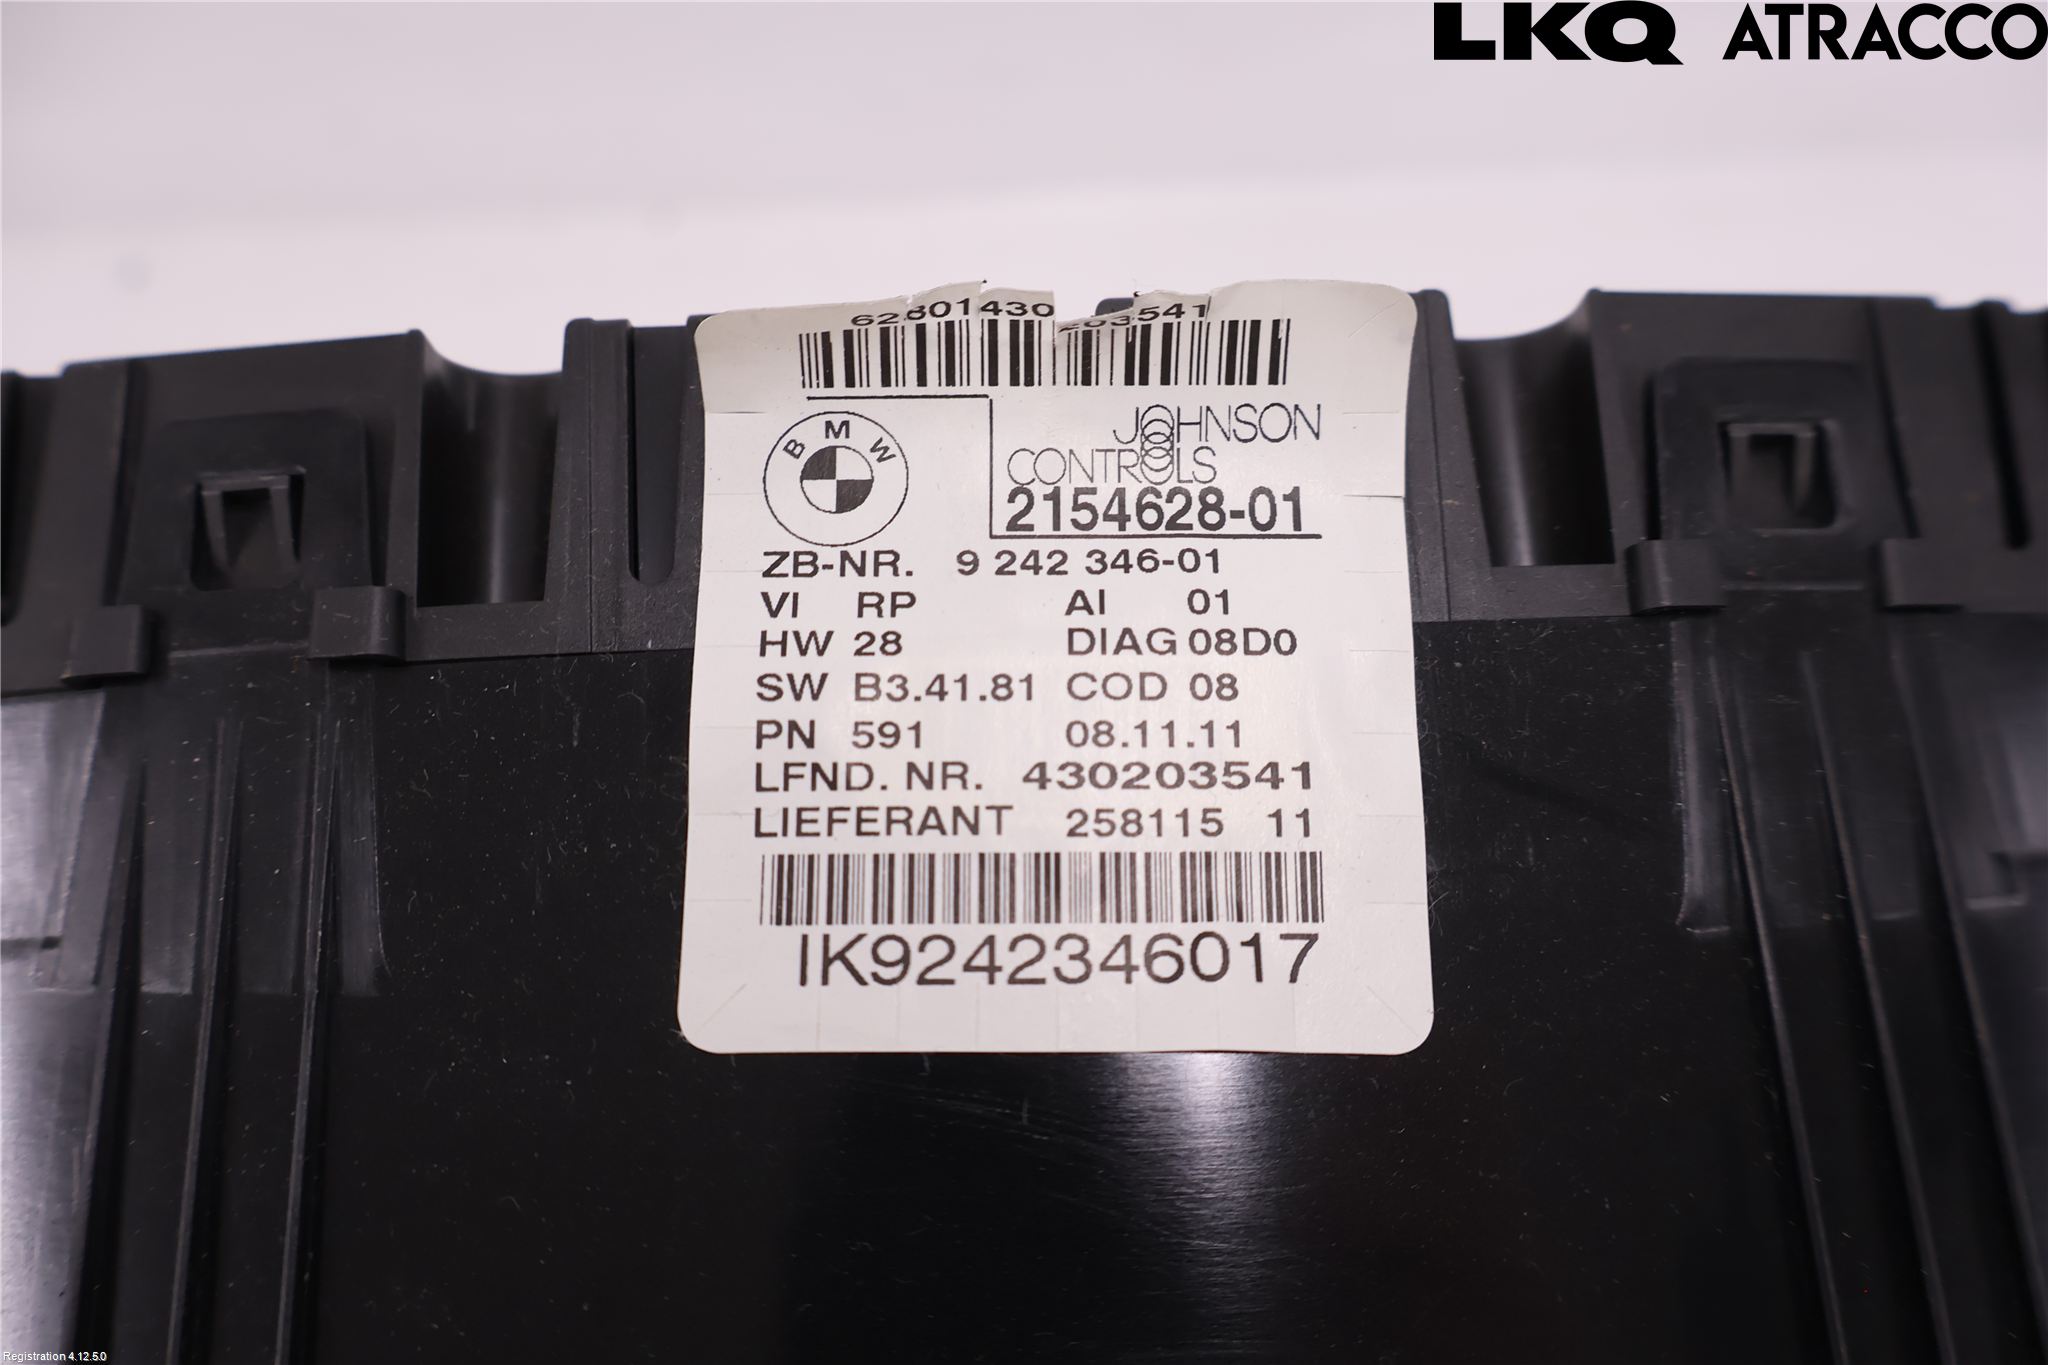 LKQ ATRACCO
62.601430 203541
BMW
JOHNSON
CONTROLS
2154628-01
ZB-NR. 9 242 346-01
VI RP AI 01
HW 28 DIAG 08D0
SW B3.41.81 COD 08
PN 591 08.11.11
LFND. NR. 430203541
LIEFERANT 258115 11
IK9242346017
Registration 4.12.5.0